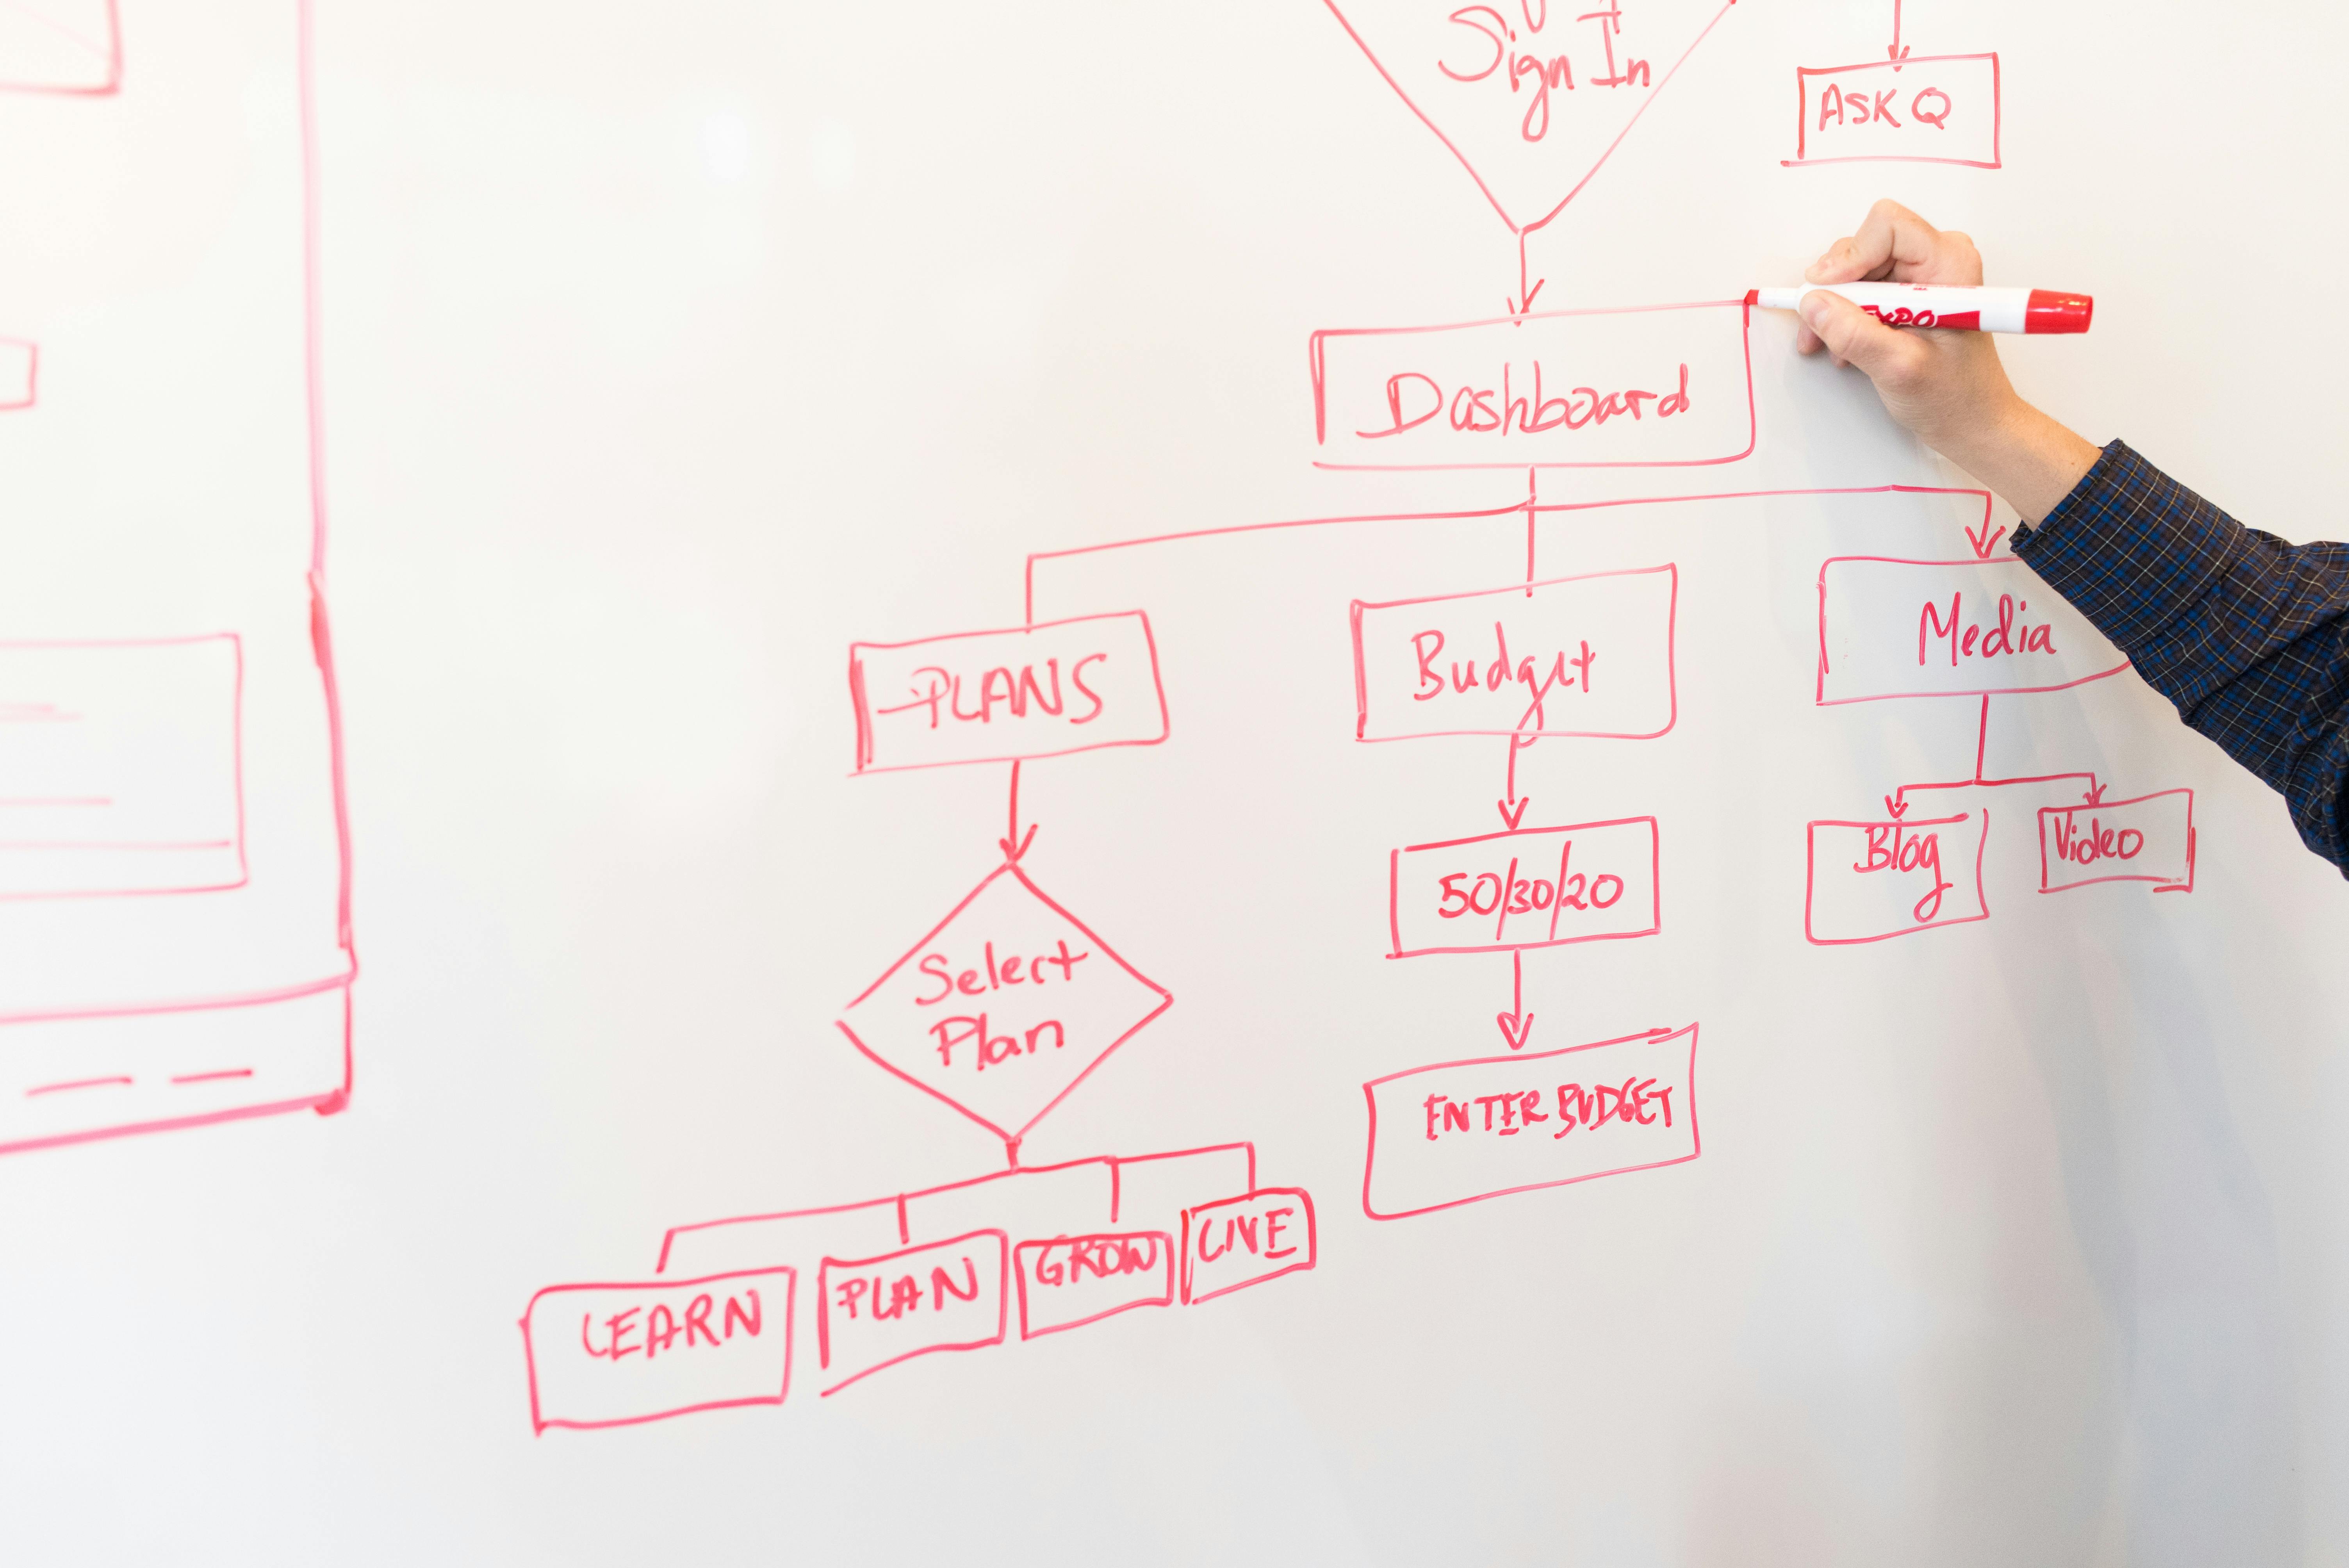 Sign In
ASK Q
EXPO
Dashboard
PLANS
Budget
Media
50/30/20
Blog
Video
Select
Plan
ENTER BUDGET
LEARN
PLAN
GROW
LIVE